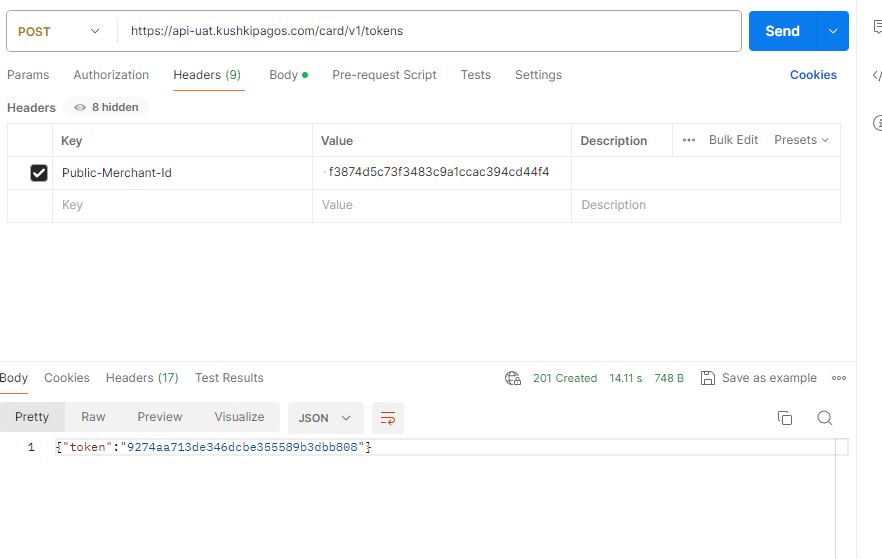 POST https://api-uat.kushkipagos.com/card/v1/tokens Send
Params Authorization Headers (9) Body Pre-request Script Tests Settings Cookies
Headers 8 hidden
Key Value Description ••• Bulk Edit Presets
Public-Merchant-Id f3874d5c73f3483c9a1ccac394cd44f4
Key Value Description
Body Cookies Headers (17) Test Results 201 Created 14.11 s 748 B Save as example
Pretty Raw Preview Visualize JSON
1 {"token":"9274aa713de346dcbe355589b3dbb808"}